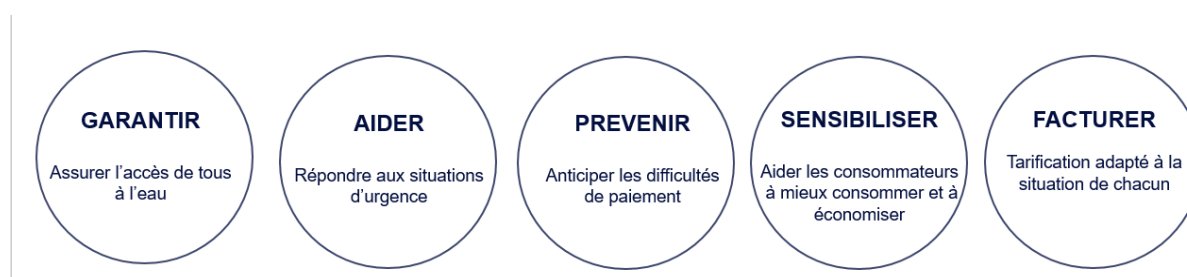 GARANTIR
Assurer l'accès de tous
à l'eau
AIDER
Répondre aux situations
d'urgence
PREVENIR
Anticiper les difficultés
de paiement
SENSIBILISER
Aider les consommateurs
à mieux consommer et à
économiser
FACTURER
Tarification adapté à la
situation de chacun